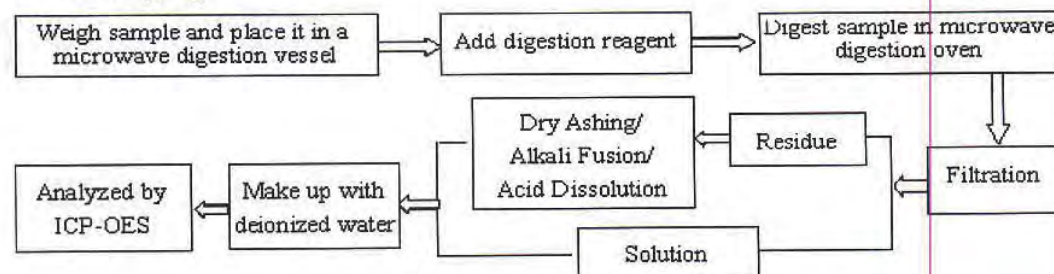 Weigh sample and place it in a
microwave digestion vessel
Add digestion reagent
Digest sample in microwave
digestion oven
Filtration
Residue
Dry Ashing/
Alkali Fusion/
Acid Dissolution
Solution
Make up with
deionized water
Analyzed by
ICP-OES